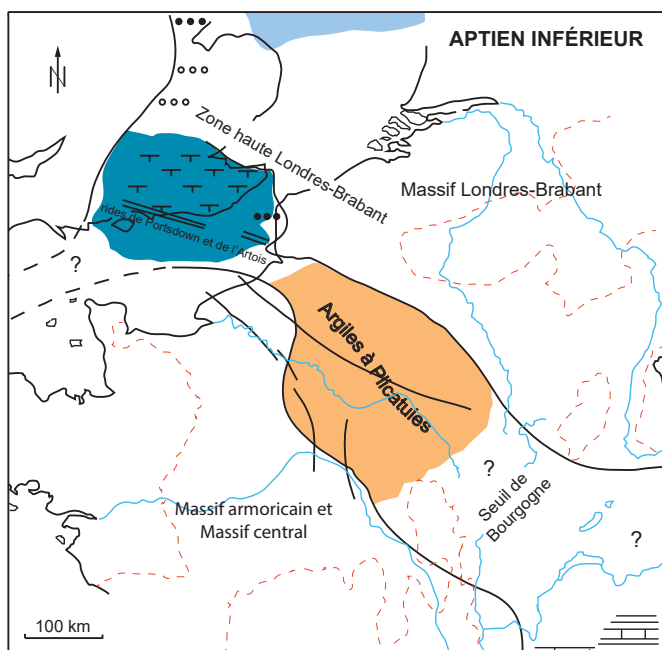 APTIEN INFÉRIEUR
N
Zone haute Londres-Brabant
Massif Londres-Brabant
rides de Portsdown et de l'Artois
?
Argiles à Plicatules
?
Seuil de
Bourgogne
?
Massif armoricain et
Massif central
100 km